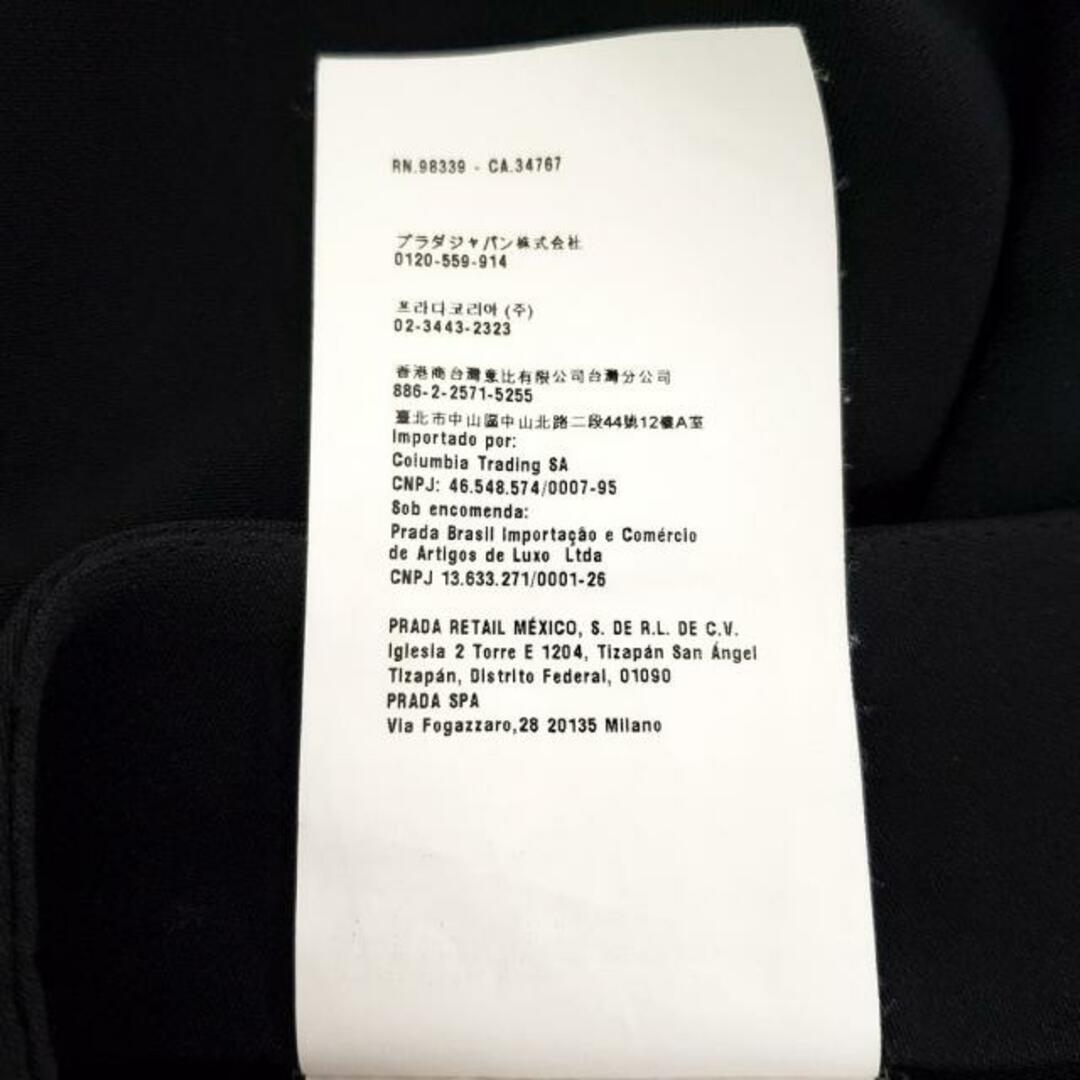 RN.98339 - CA.34767
プラダジャパン株式会社
0120-559-914
프라다코리아 (주)
02-3443-2323
香港商台灣意比有限公司台灣分公司
886-2-2571-5255
臺北市中山區中山北路二段44號12樓A至
Importado por:
Columbia Trading SA
CNPJ: 46.548.574/0007-95
Sob encomenda:
Prada Brasil Importação e Comércio
de Artigos de Luxo Ltda
CNPJ 13.633.271/0001-26
PRADA RETAIL MÉXICO, S. DE R.L. DE C.V.
Iglesia 2 Torre E 1204, Tizapán San Ángel
Tizapán, Distrito Federal, 01090
PRADA SPA
Via Fogazzaro,28 20135 Milano